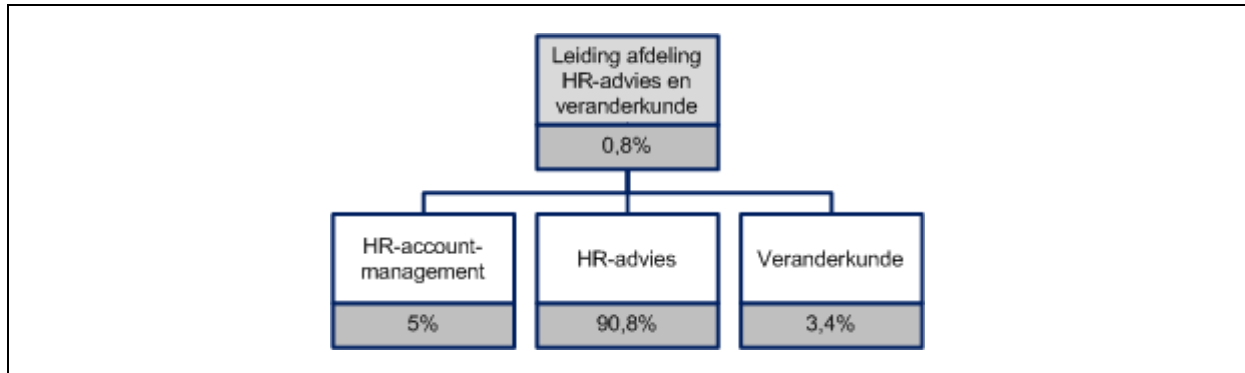 Leiding afdeling
HR-advies en
veranderkunde
0,8%
HR-account-
management
5%
HR-advies
90,8%
Veranderkunde
3,4%